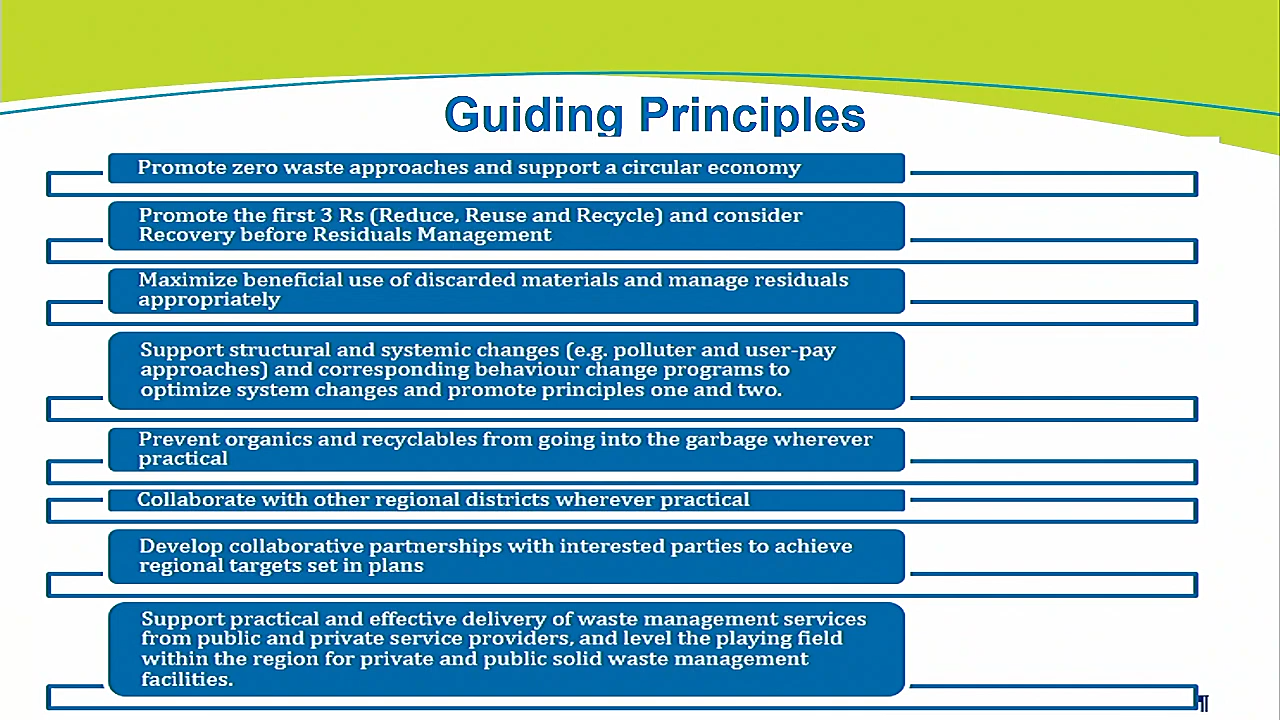 Guiding Principles
Promote zero waste approaches and support a circular economy
Promote the first 3 Rs (Reduce, Reuse and Recycle) and consider
Recovery before Residuals Management
Maximize beneficial use of discarded materials and manage residuals
appropriately
Support structural and systemic changes (e.g. polluter and user-pay
approaches) and corresponding behaviour change programs to
optimize system changes and promote principles one and two.
Prevent organics and recyclables from going into the garbage wherever
practical
Collaborate with other regional districts wherever practical
Develop collaborative partnerships with interested parties to achieve
regional targets set in plans
Support practical and effective delivery of waste management services
from public and private service providers, and level the playing field
within the region for private and public solid waste management
facilities.
¶